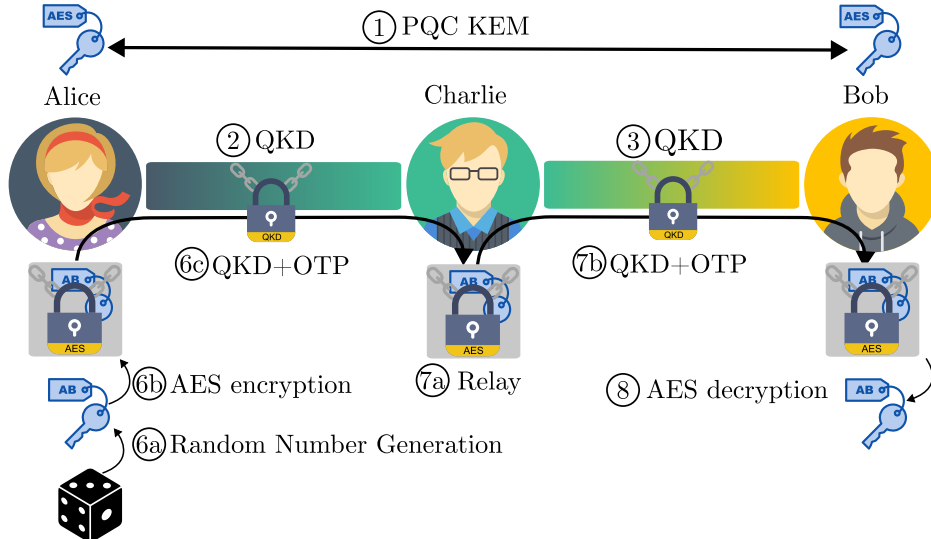 AES
AES
1 PQC KEM
Alice
Charlie
Bob
2 QKD
3 QKD
QKD
QKD
6c QKD+OTP
7b QKD+OTP
AB
AB
AB
AES
AES
AES
6b AES encryption
7a Relay
8 AES decryption
AB
AB
6a Random Number Generation